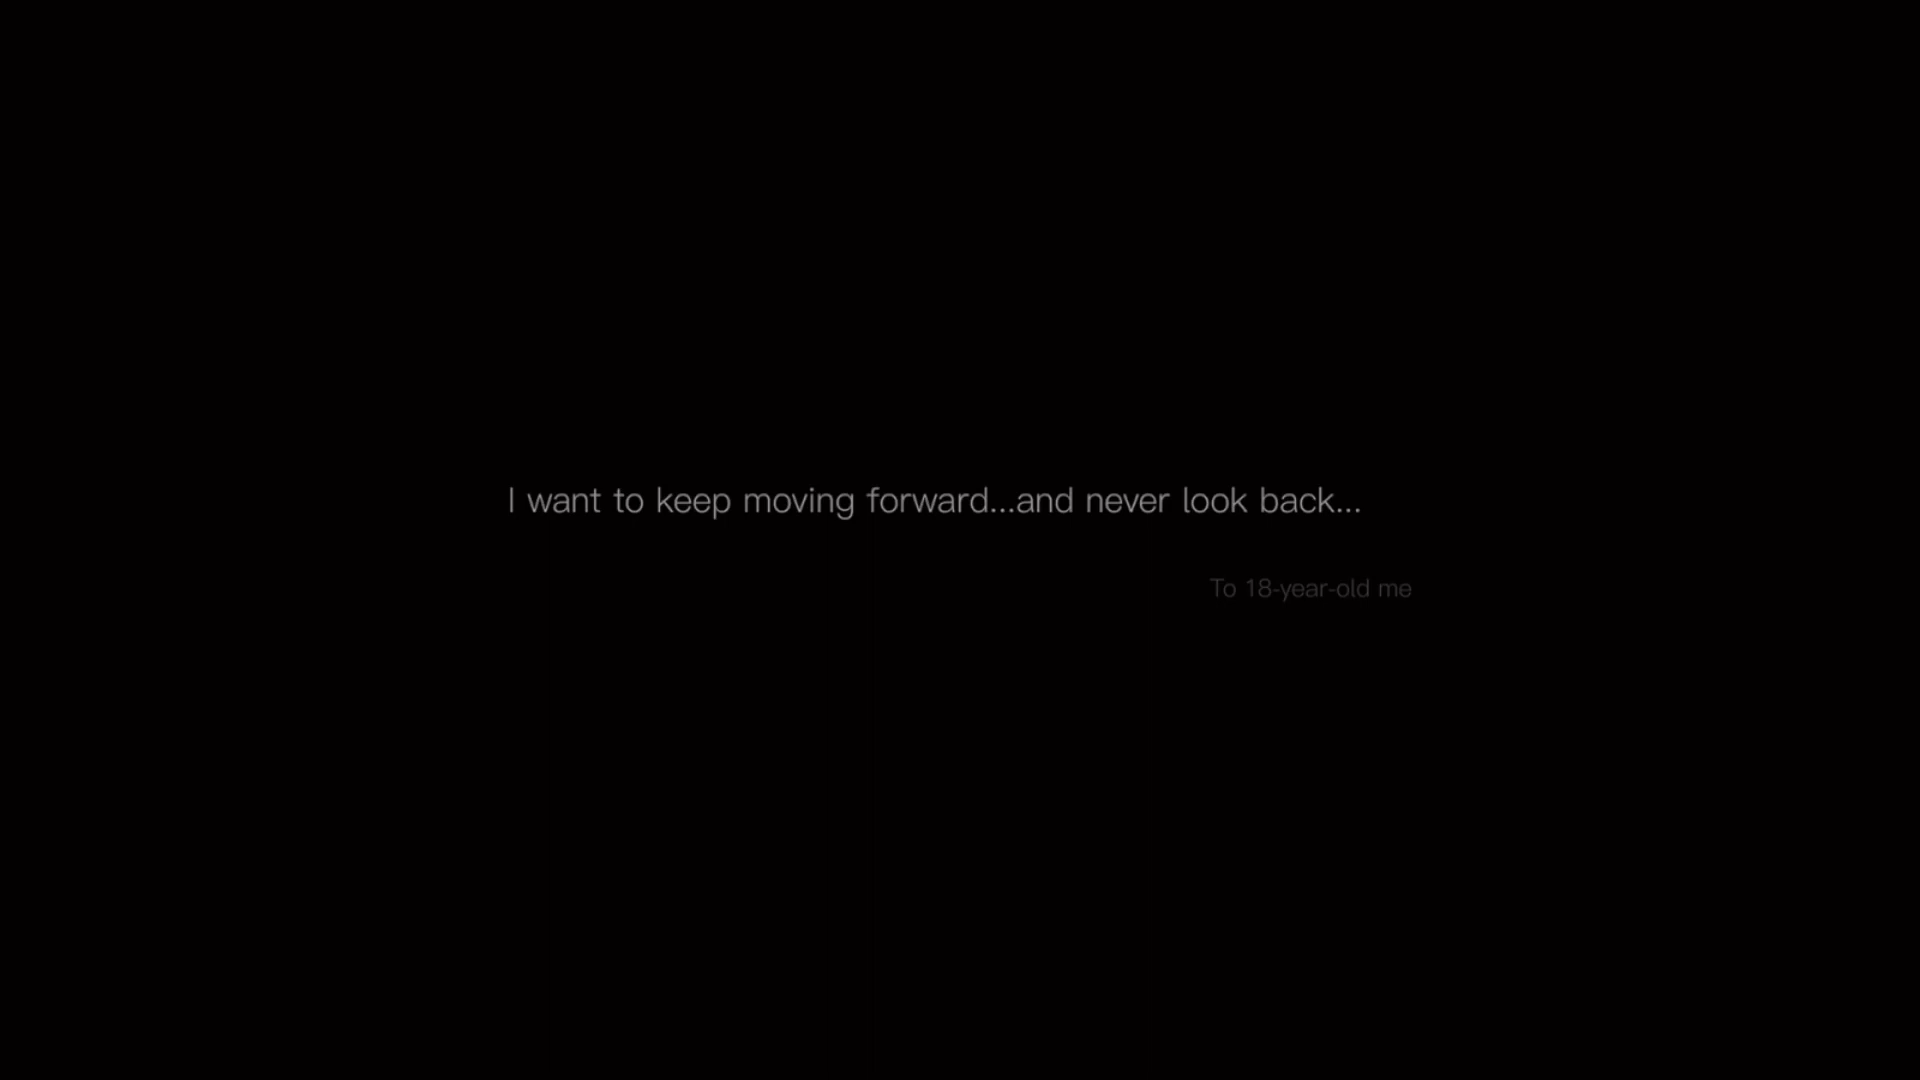 I want to keep moving forward...and never look back...
To 18-year-old me